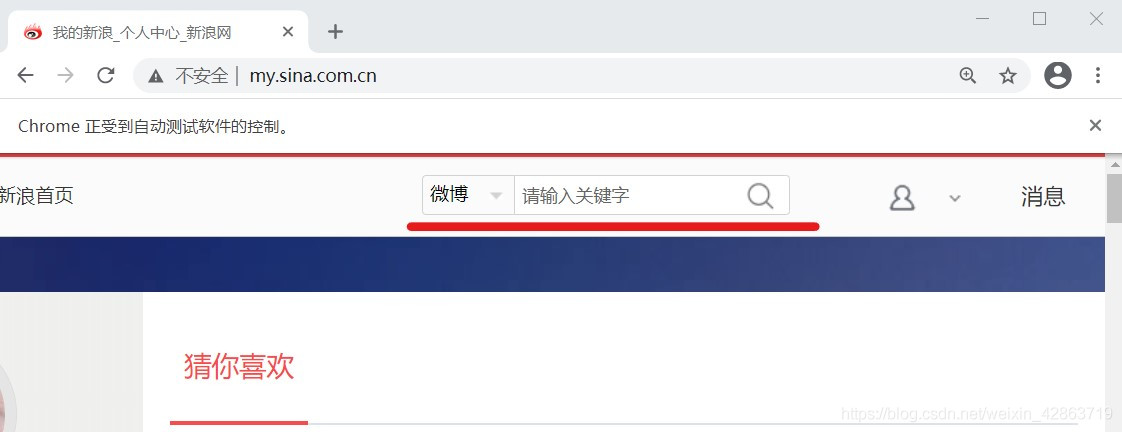 我的新浪_个人中心_新浪网
不安全 | my.sina.com.cn
Chrome 正受到自动测试软件的控制。
新浪首页 微博 请输入关键字 消息
猜你喜欢
https://blog.csdn.net/weixin_42863719